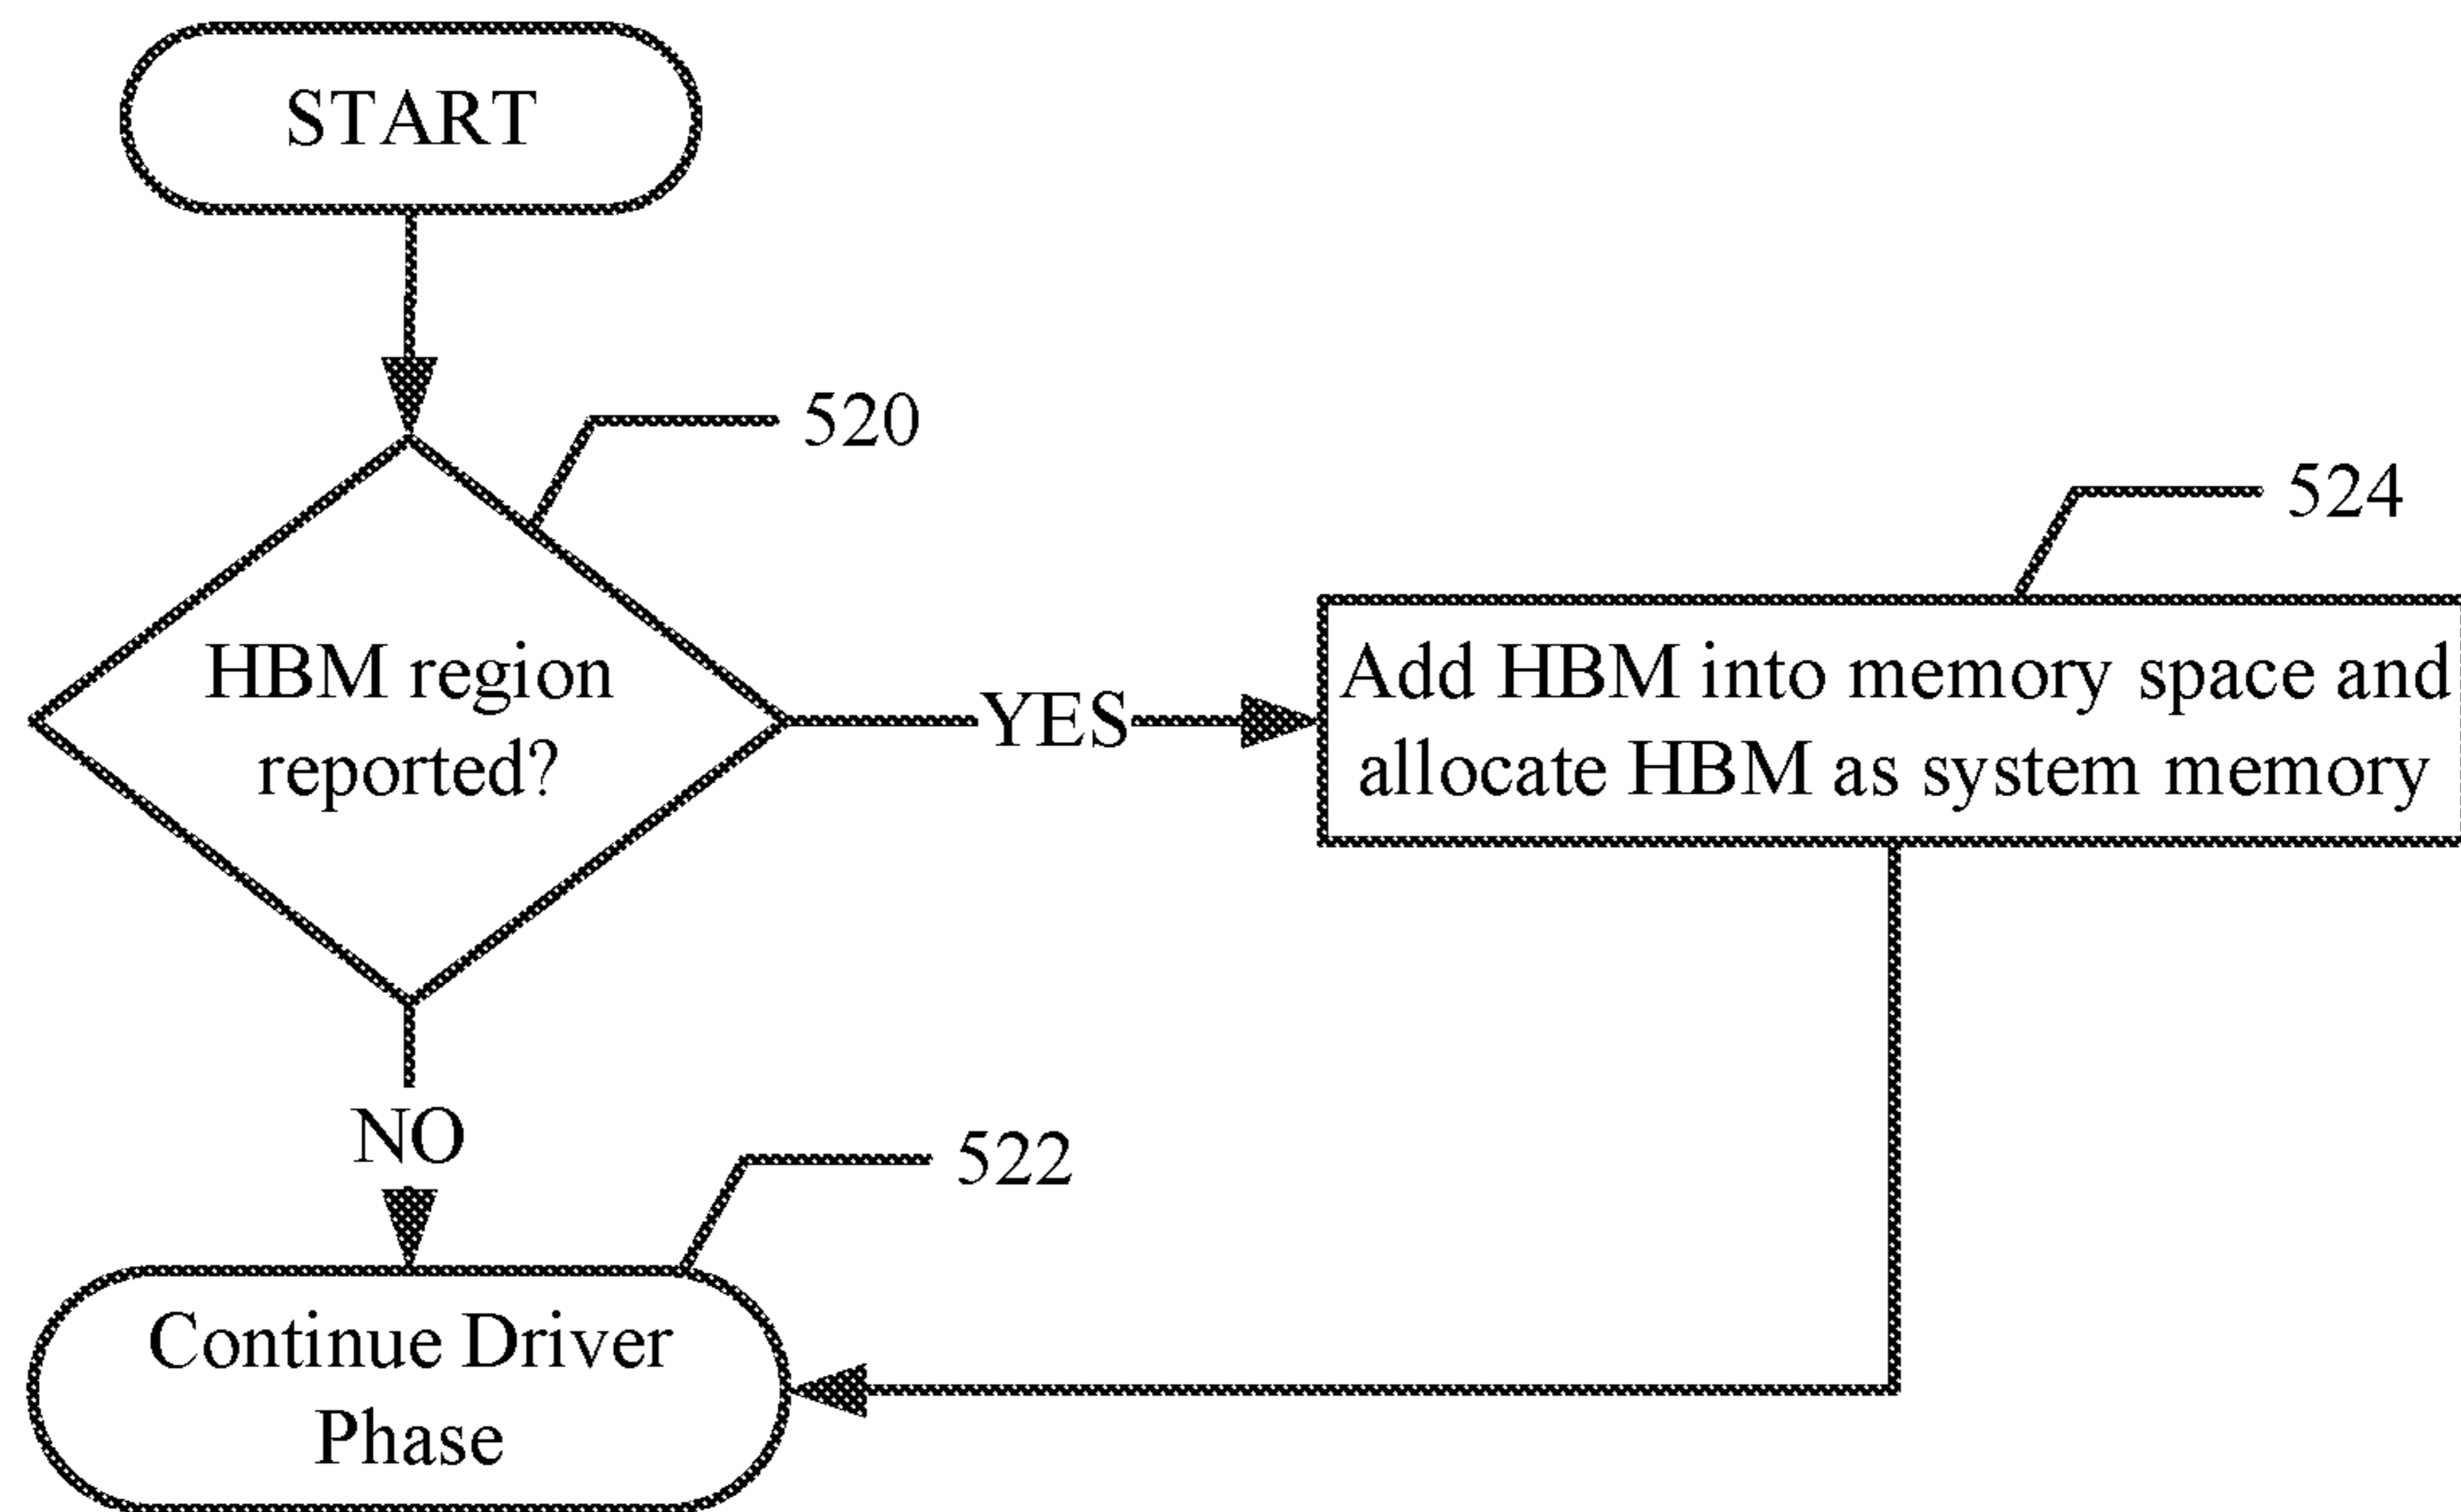 START
520
524
HBM region
reported?
YES
Add HBM into memory space and
allocate HBM as system memory
NO
522
Continue Driver
Phase